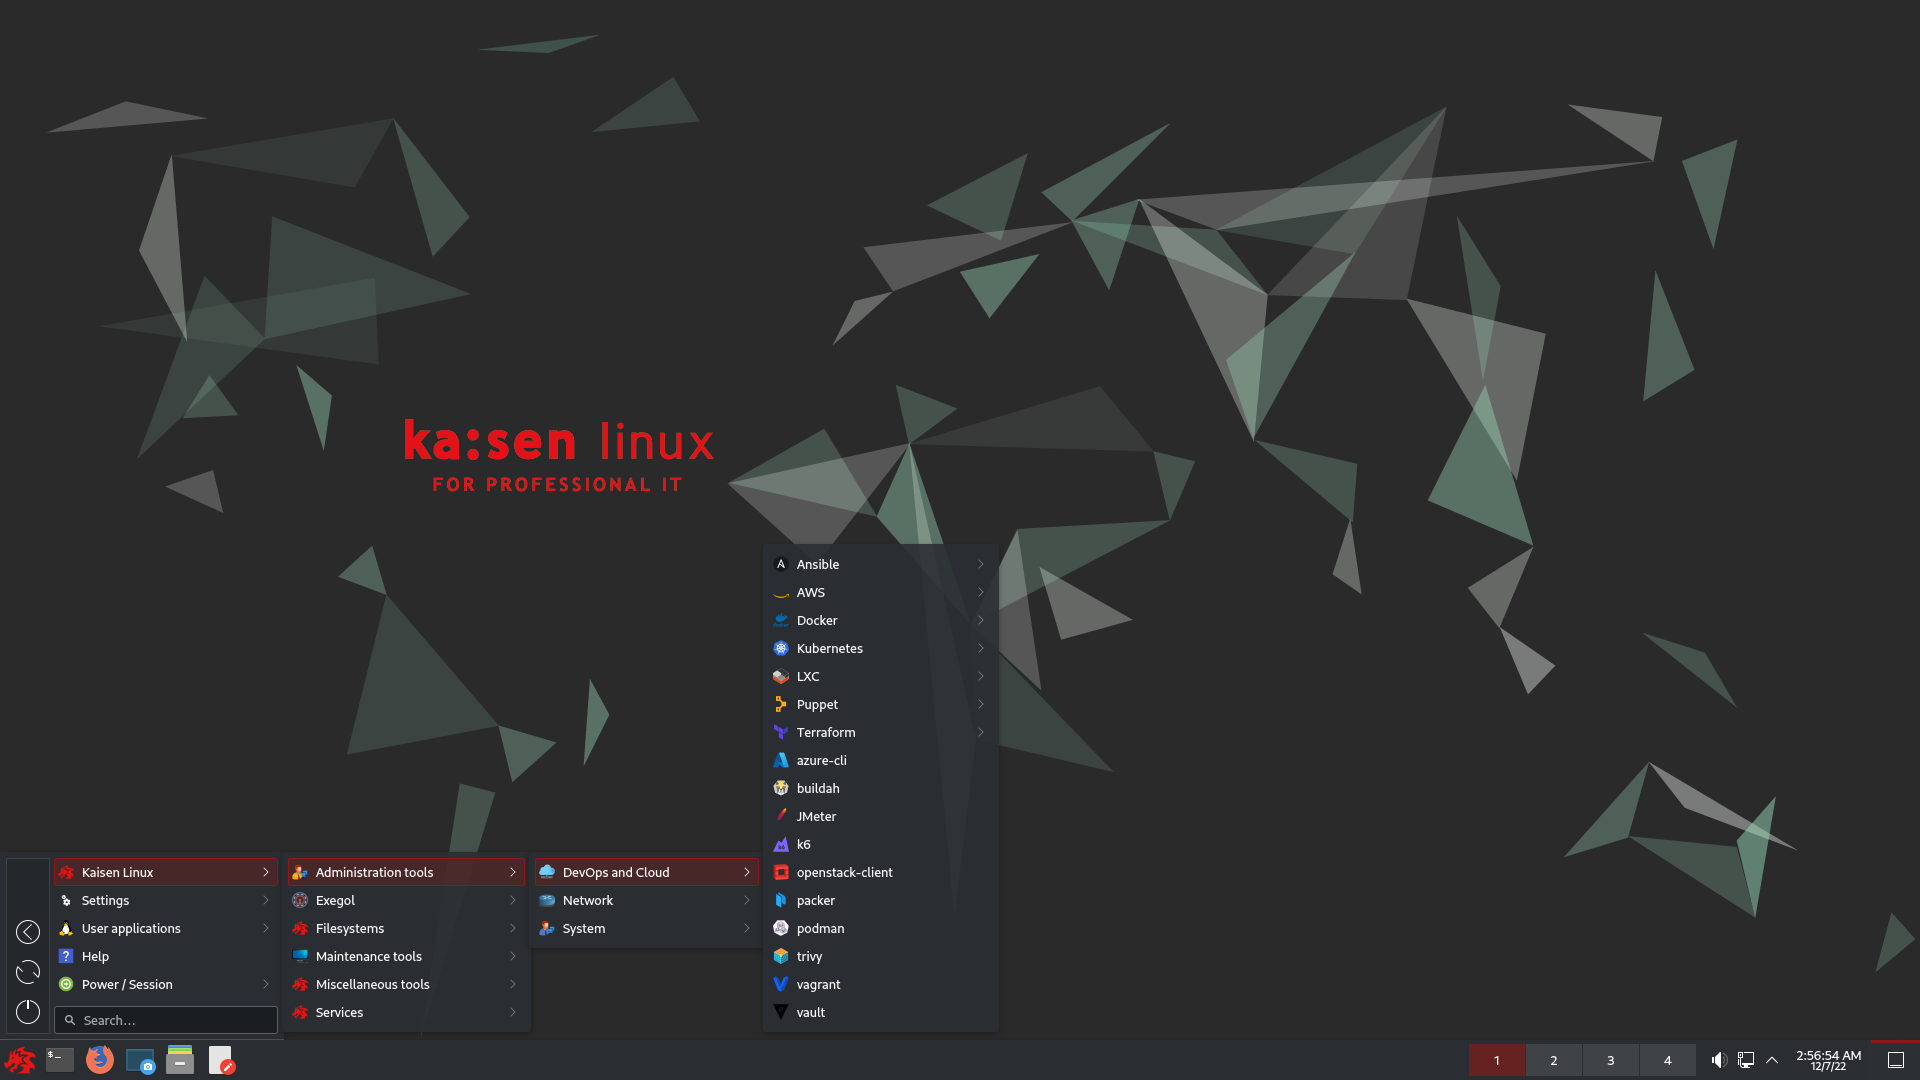 ka:sen linux
FOR PROFESSIONAL IT
Ansible
AWS
Docker
Kubernetes
LXC
Puppet
Terraform
azure-cli
buildah
JMeter
k6
openstack-client
packer
podman
trivy
vagrant
vault
Kaisen Linux
Settings
User applications
Help
Power / Session
Search...
Administration tools
Exegol
Filesystems
Maintenance tools
Miscellaneous tools
Services
DevOps and Cloud
Network
System
1 2 3 4
2:56:54 AM
12/7/22